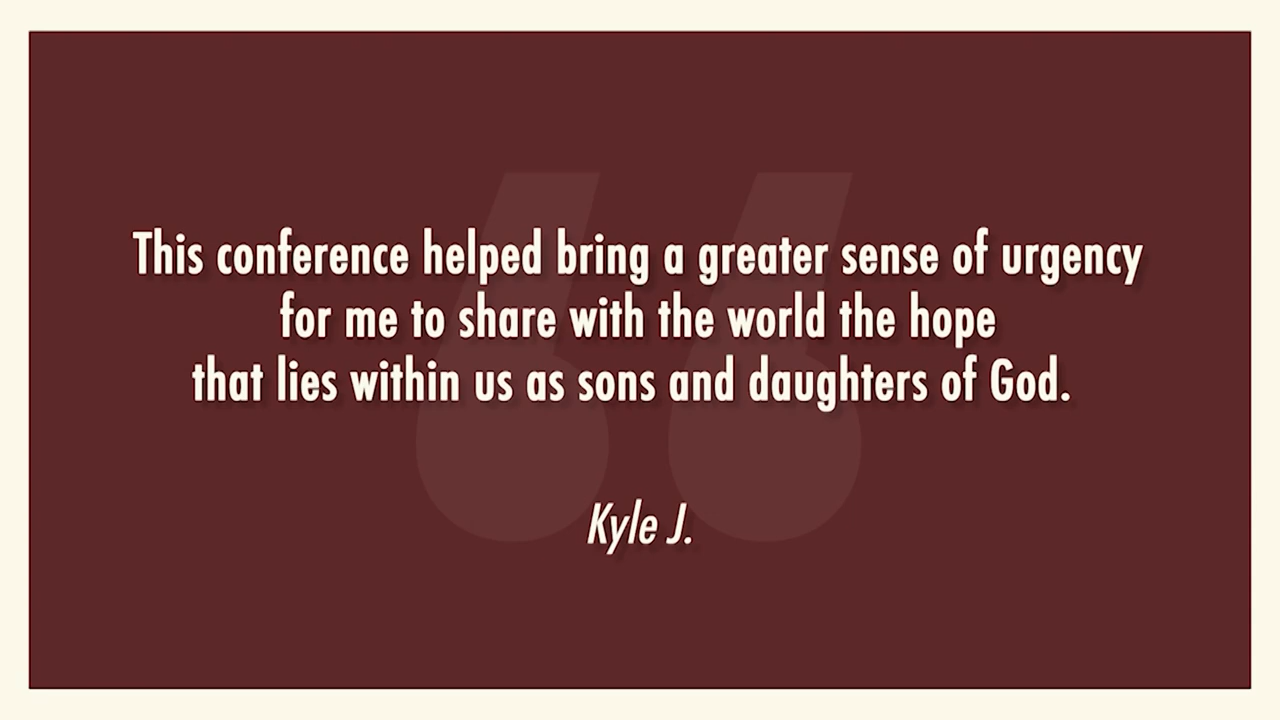 This conference helped bring a greater sense of urgency
for me to share with the world the hope
that lies within us as sons and daughters of God.
Kyle J.